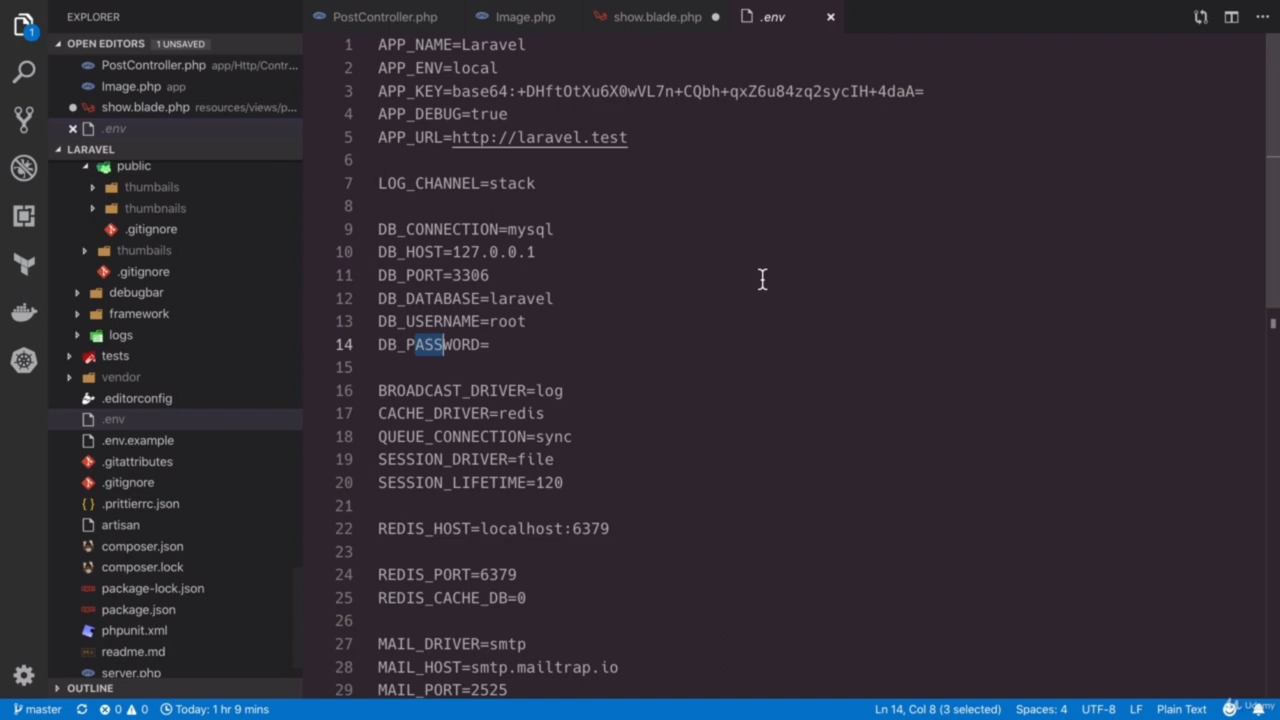 EXPLORER
PostController.php
Image.php
show.blade.php
.env
OPEN EDITORS 1 UNSAVED
PostController.php app/Http/Contr...
Image.php app
show.blade.php resources/views/p...
.env
LARAVEL
public
thumbails
thumbnails
.gitignore
thumbails
.gitignore
debugbar
framework
logs
tests
vendor
.editorconfig
.env
.env.example
.gitattributes
.gitignore
.prittierrc.json
artisan
composer.json
composer.lock
package-lock.json
package.json
phpunit.xml
readme.md
server.php
OUTLINE
1 APP_NAME=Laravel
2 APP_ENV=local
3 APP_KEY=base64:+DHftOtXu6X0wVL7n+CQbh+qxZ6u84zq2sycIH+4daA=
4 APP_DEBUG=true
5 APP_URL=http://laravel.test
6
7 LOG_CHANNEL=stack
8
9 DB_CONNECTION=mysql
10 DB_HOST=127.0.0.1
11 DB_PORT=3306
12 DB_DATABASE=laravel
13 DB_USERNAME=root
14 DB_PASSWORD=
15
16 BROADCAST_DRIVER=log
17 CACHE_DRIVER=redis
18 QUEUE_CONNECTION=sync
19 SESSION_DRIVER=file
20 SESSION_LIFETIME=120
21
22 REDIS_HOST=localhost:6379
23
24 REDIS_PORT=6379
25 REDIS_CACHE_DB=0
26
27 MAIL_DRIVER=smtp
28 MAIL_HOST=smtp.mailtrap.io
29 MAIL_PORT=2525
master 0 0 Today: 1 hr 9 mins Ln 14, Col 8 (3 selected) Spaces: 4 UTF-8 LF Plain Text
Udemy
1